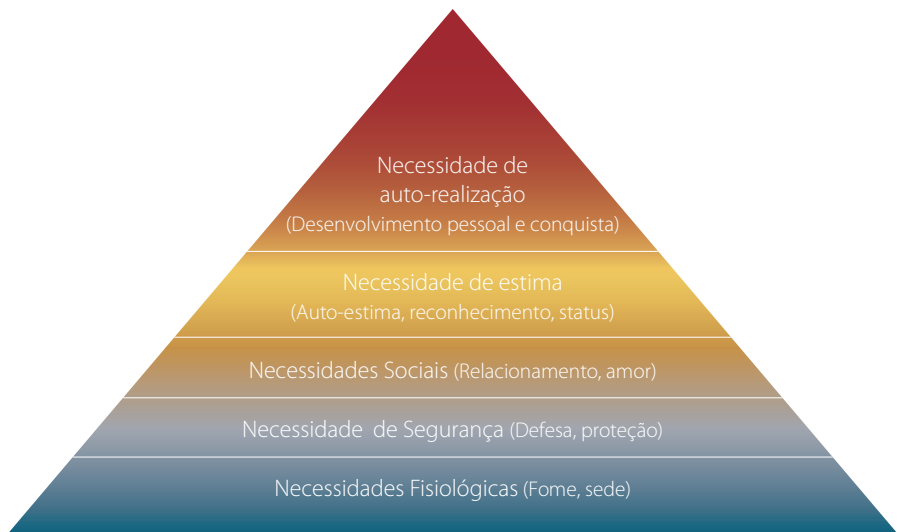 Necessidade de
auto-realização
(Desenvolvimento pessoal e conquista)
Necessidade de estima
(Auto-estima, reconhecimento, status)
Necessidades Sociais (Relacionamento, amor)
Necessidade de Segurança (Defesa, proteção)
Necessidades Fisiológicas (Fome, sede)